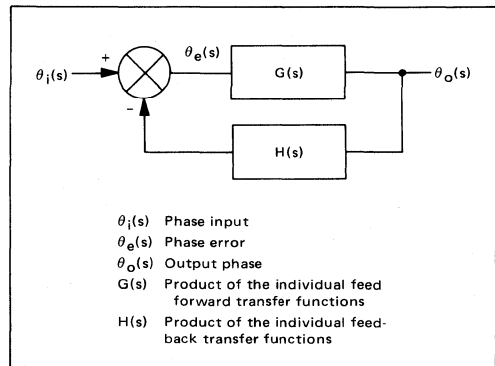 +
θe(s)
θi(s)
G(s)
θo(s)
−
H(s)
θi(s) Phase input
θe(s) Phase error
θo(s) Output phase
G(s) Product of the individual feed
forward transfer functions
H(s) Product of the individual feed-
back transfer functions